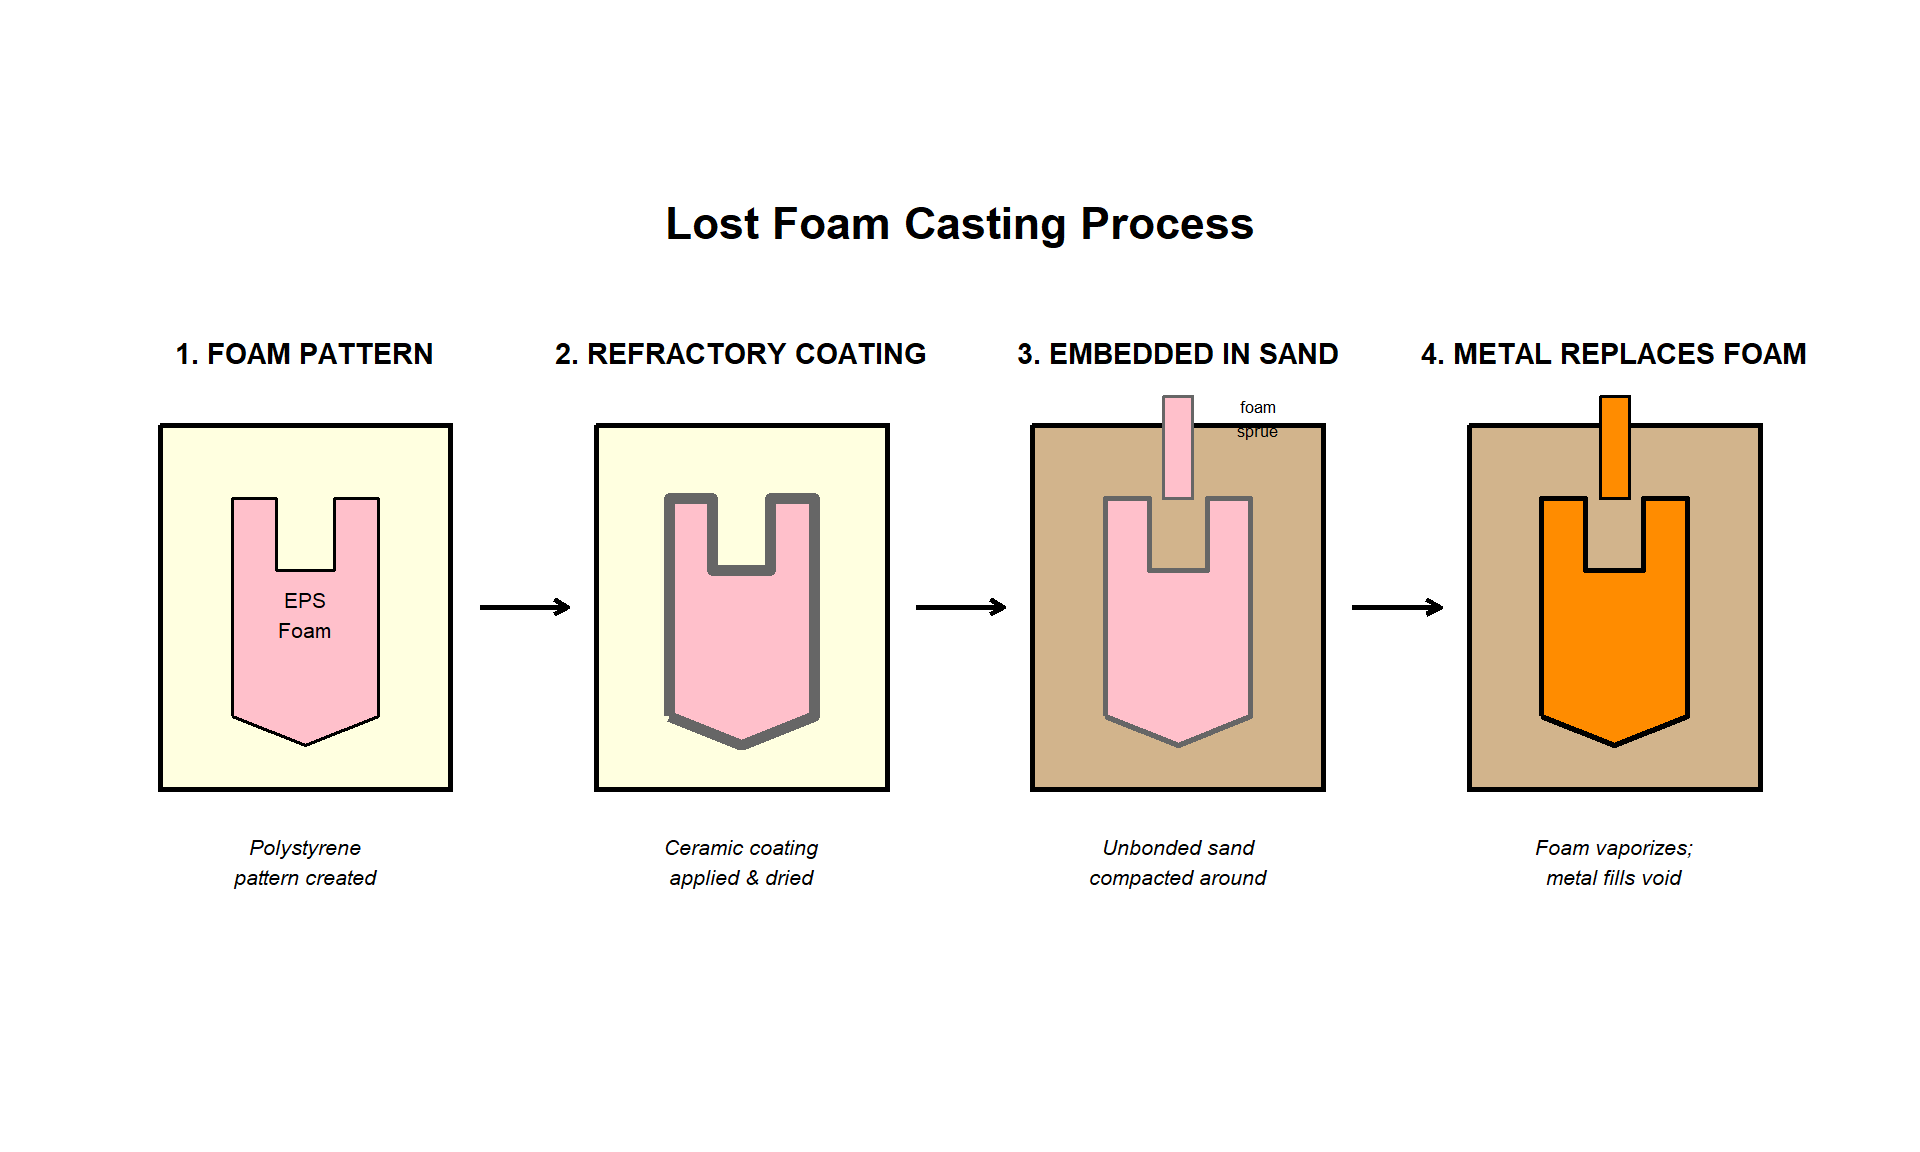 Lost Foam Casting Process
1. FOAM PATTERN
2. REFRACTORY COATING
3. EMBEDDED IN SAND
4. METAL REPLACES FOAM
foam
sprue
EPS
Foam
Polystyrene
pattern created
Ceramic coating
applied & dried
Unbonded sand
compacted around
Foam vaporizes;
metal fills void